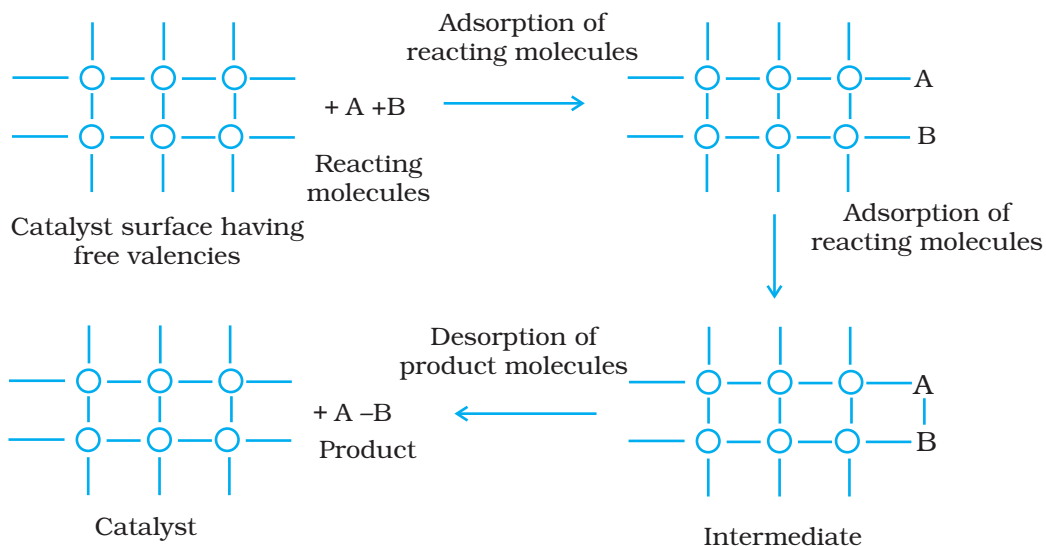 Adsorption of
reacting molecules
+ A +B
A
B
Reacting
molecules
Catalyst surface having
free valencies
Adsorption of
reacting molecules
Desorption of
product molecules
+ A –B
Product
A
B
Catalyst
Intermediate